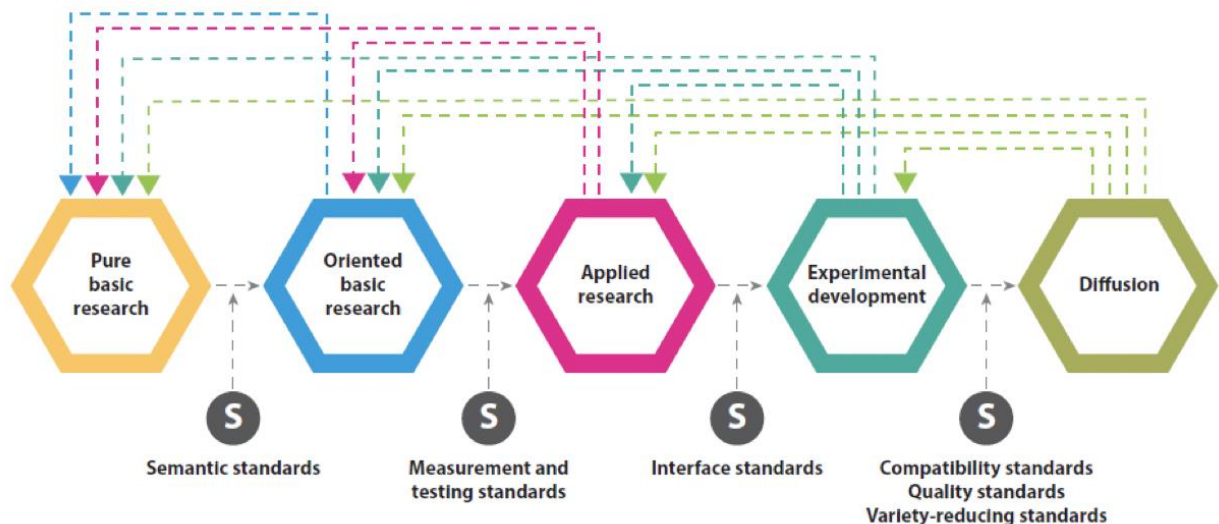 Pure
basic
research
Oriented
basic
research
Applied
research
Experimental
development
Diffusion
S
S
S
S
Semantic standards
Measurement and
testing standards
Interface standards
Compatibility standards
Quality standards
Variety-reducing standards